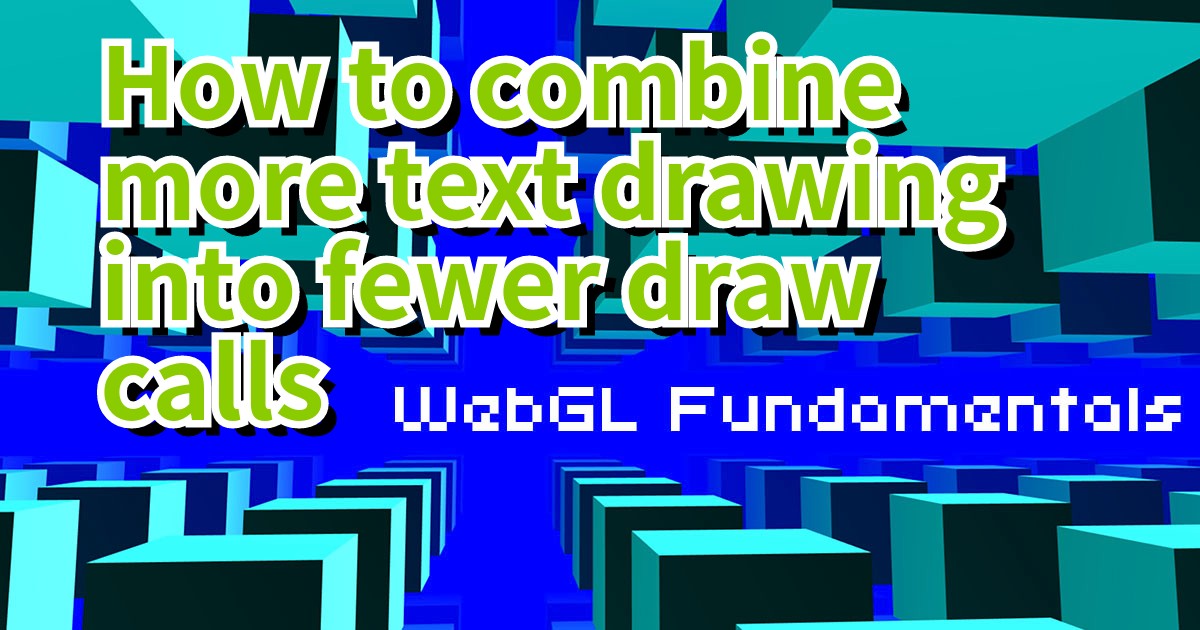 How to combine
more text drawing
into fewer draw
calls
WebGL Fundamentals